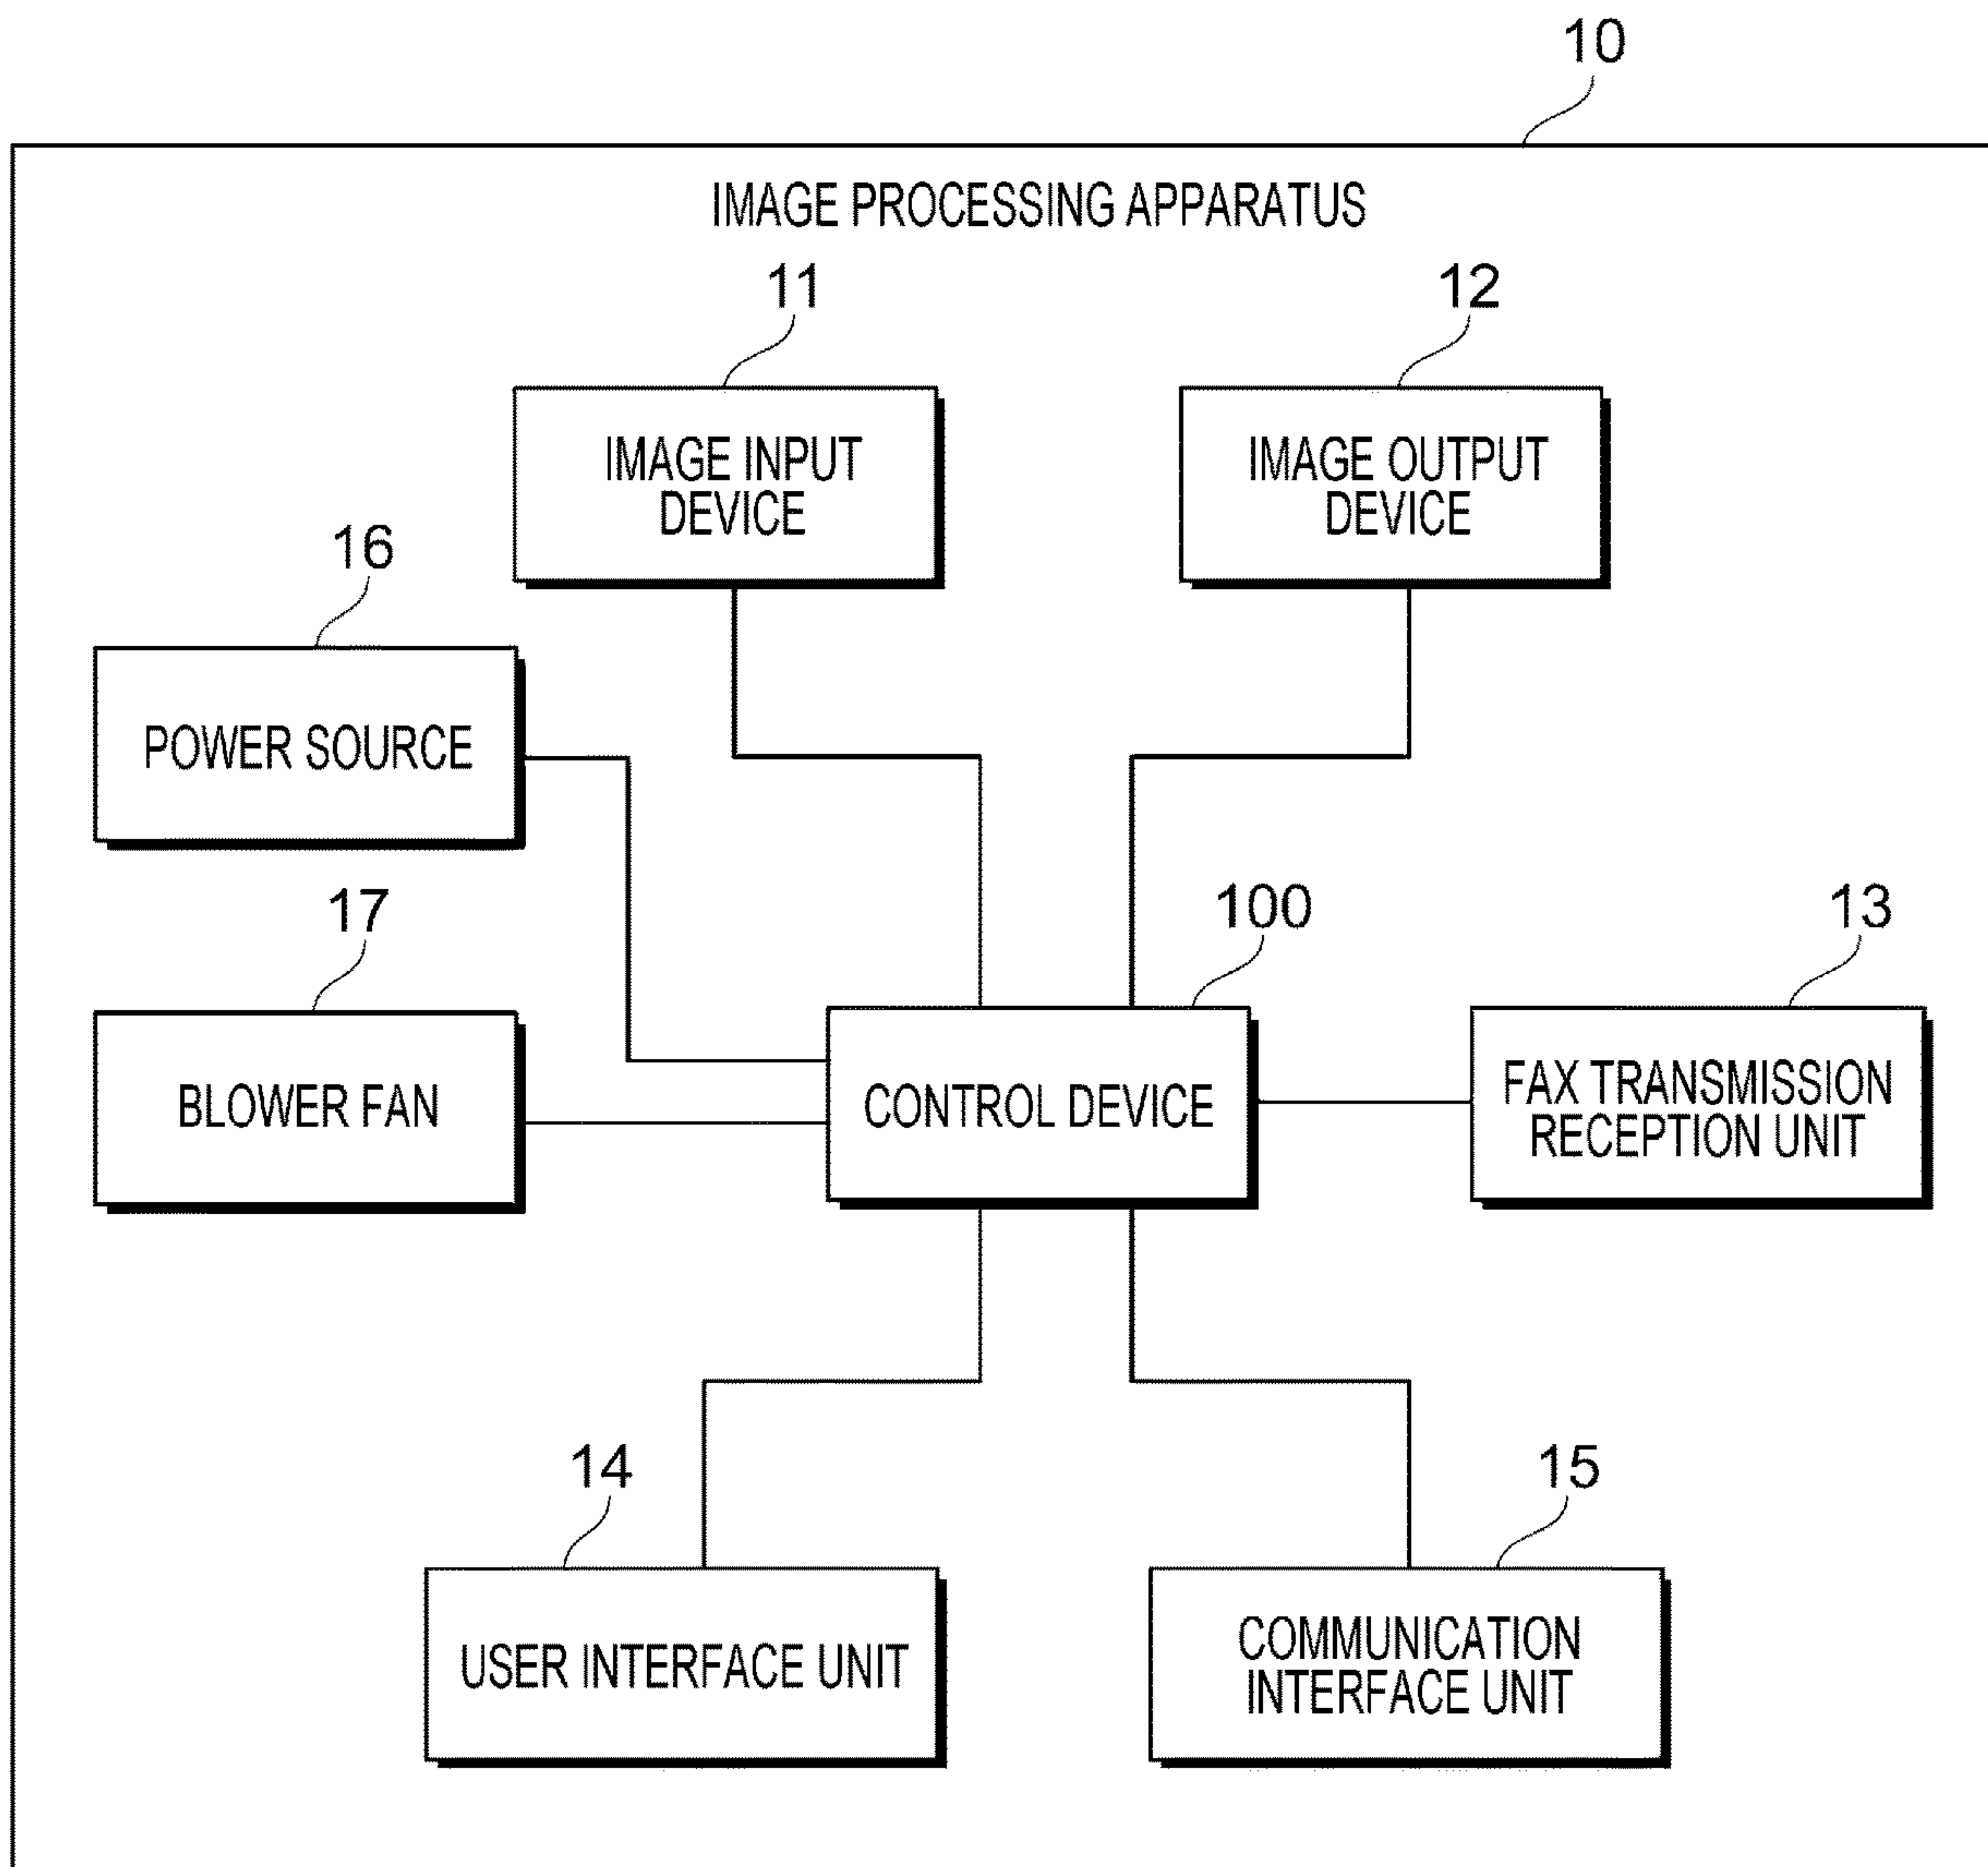 10
IMAGE PROCESSING APPARATUS
11
12
IMAGE INPUT
DEVICE
IMAGE OUTPUT
DEVICE
16
POWER SOURCE
17
100
13
BLOWER FAN
CONTROL DEVICE
FAX TRANSMISSION
RECEPTION UNIT
14
15
USER INTERFACE UNIT
COMMUNICATION
INTERFACE UNIT